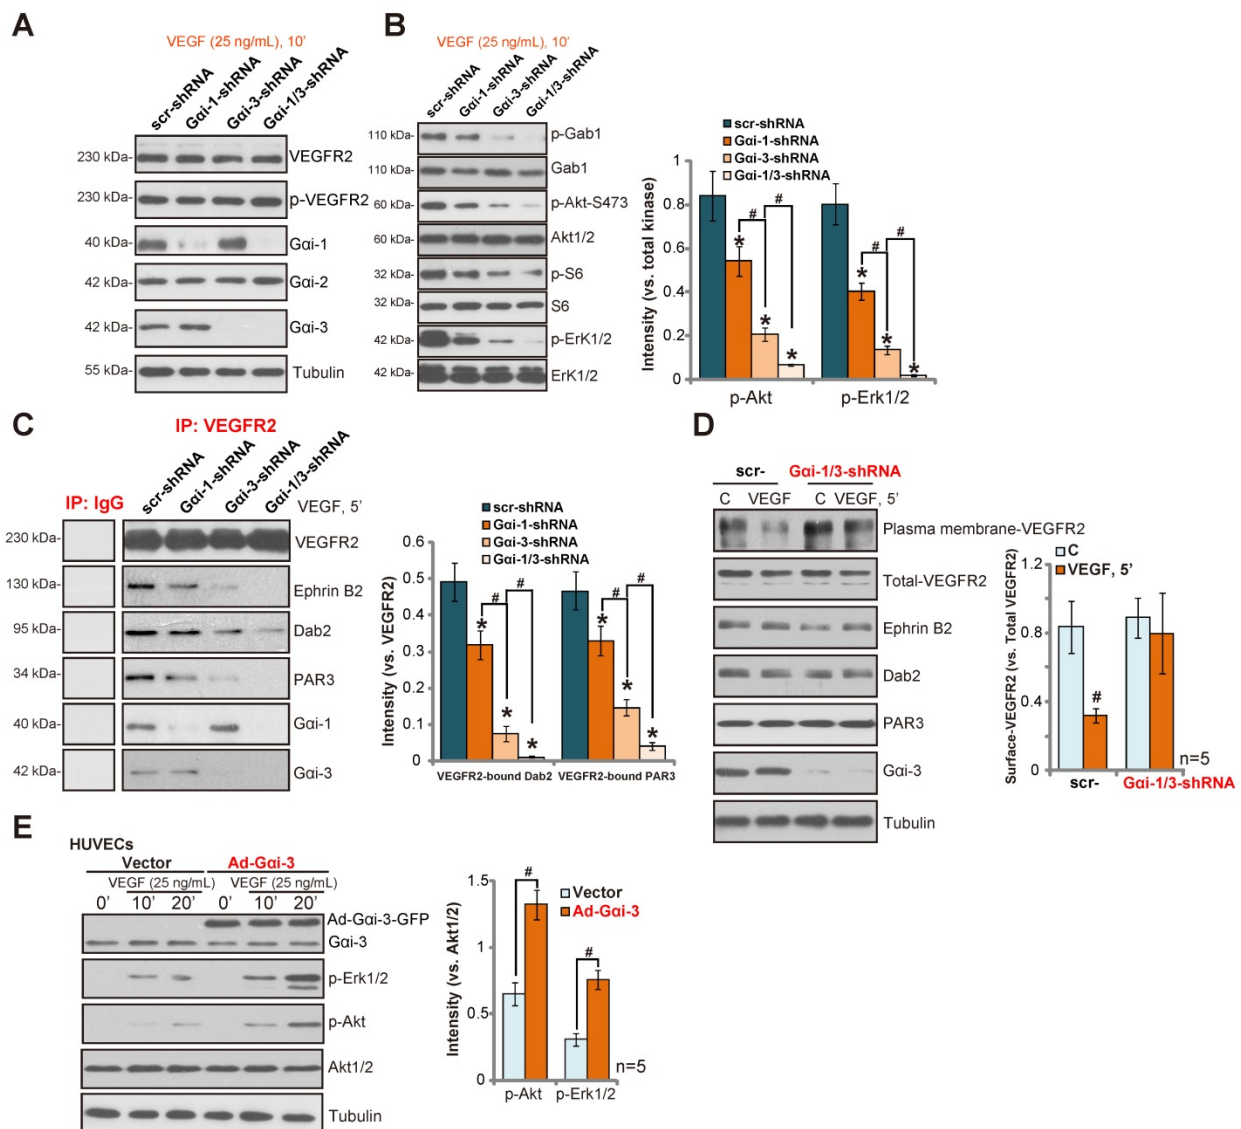 A
VEGF (25 ng/mL), 10'
scr-shRNA
Gαi-1-shRNA
Gαi-3-shRNA
Gαi-1/3-shRNA
230 kDa-
VEGFR2
230 kDa-
p-VEGFR2
40 kDa-
Gαi-1
42 kDa-
Gαi-2
42 kDa-
Gαi-3
55 kDa-
Tubulin
B
VEGF (25 ng/mL), 10'
scr-shRNA
Gαi-1-shRNA
Gαi-3-shRNA
Gαi-1/3-shRNA
110 kDa-
p-Gab1
110 kDa-
Gab1
60 kDa-
p-Akt-S473
60 kDa-
Akt1/2
32 kDa-
p-S6
32 kDa-
S6
42 kDa-
p-ErK1/2
42 kDa-
ErK1/2
scr-shRNA
Gαi-1-shRNA
Gαi-3-shRNA
Gαi-1/3-shRNA
Intensity (vs. total kinase)
1
0.8
0.6
0.4
0.2
0
* # * # *
* # * # *
p-Akt
p-Erk1/2
C
IP: VEGFR2
IP: IgG
scr-shRNA
Gαi-1-shRNA
Gαi-3-shRNA
Gαi-1/3-shRNA
VEGF, 5'
230 kDa-
VEGFR2
130 kDa-
Ephrin B2
95 kDa-
Dab2
34 kDa-
PAR3
40 kDa-
Gαi-1
42 kDa-
Gαi-3
scr-shRNA
Gαi-1-shRNA
Gαi-3-shRNA
Gαi-1/3-shRNA
Intensity (vs. VEGFR2)
0.6
0.5
0.4
0.3
0.2
0.1
0
* # * # *
* # * # *
VEGFR2-bound Dab2
VEGFR2-bound PAR3
D
scr-
Gαi-1/3-shRNA
C VEGF
C VEGF, 5'
Plasma membrane-VEGFR2
Total-VEGFR2
Ephrin B2
Dab2
PAR3
Gαi-3
Tubulin
C
VEGF, 5'
Surface-VEGFR2 (vs. Total VEGFR2)
1.2
0.8
0.4
0
#
n=5
scr-
Gαi-1/3-shRNA
E
HUVECs
Vector
Ad-Gαi-3
VEGF (25 ng/mL)
VEGF (25 ng/mL)
0' 10' 20' 0' 10' 20'
Ad-Gαi-3-GFP
Gαi-3
p-Erk1/2
p-Akt
Akt1/2
Tubulin
Vector
Ad-Gαi-3
Intensity (vs. Akt1/2)
1.5
1
0.5
0
#
#
n=5
p-Akt
p-Erk1/2